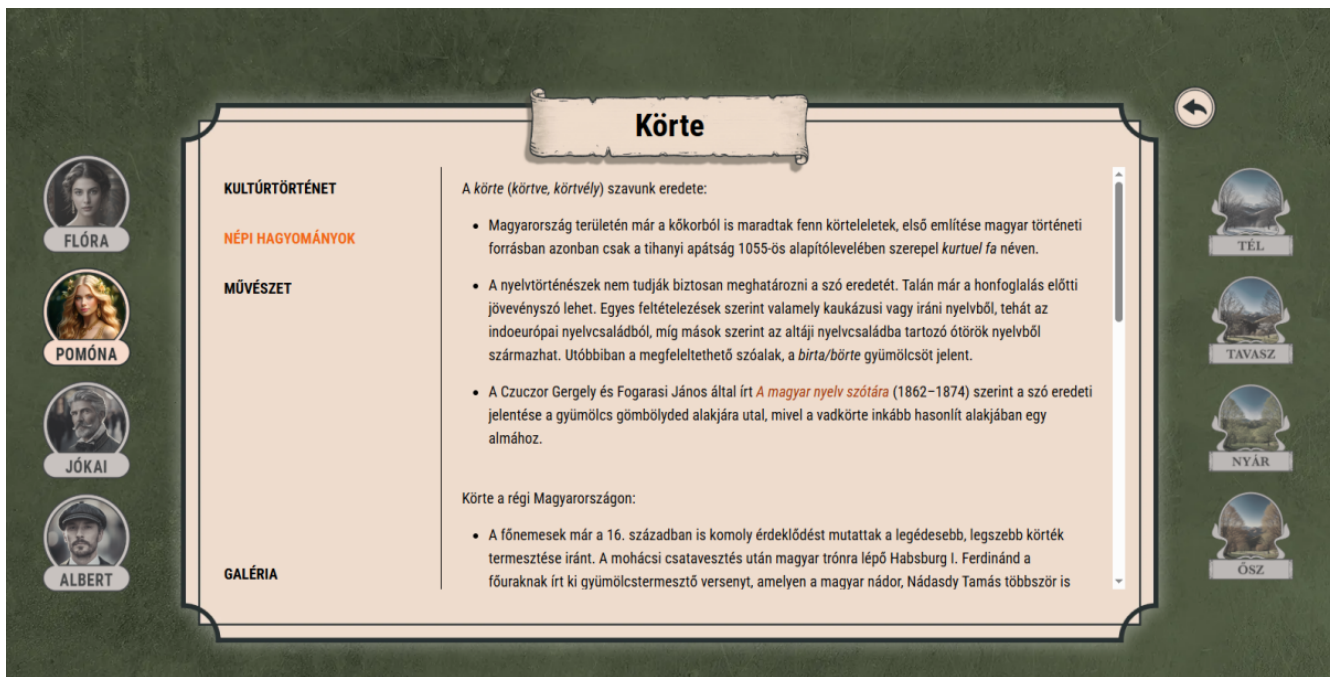 Körte
FLÓRA
POMÓNA
JÓKAI
ALBERT
KULTÚRTÖRTÉNET
NÉPI HAGYOMÁNYOK
MŰVÉSZET
GALÉRIA
A körte (körtve, körtvély) szavunk eredete:
• Magyarország területén már a kőkorból is maradtak fenn körteleletek, első említése magyar történeti
forrásban azonban csak a tihanyi apátság 1055-ös alapítólevelében szerepel kurtuel fa néven.
• A nyelvtörténészek nem tudják biztosan meghatározni a szó eredetét. Talán már a honfoglalás előtti
jövevényszó lehet. Egyes feltételezések szerint valamely kaukázusi vagy iráni nyelvből, tehát az
indoeurópai nyelvcsaládból, míg mások szerint az altáji nyelvcsaládba tartozó ótörök nyelvből
származhat. Utóbbiban a megfeleltethető szóalak, a birta/börte gyümölcsöt jelent.
• A Czuczor Gergely és Fogarasi János által írt A magyar nyelv szótára (1862–1874) szerint a szó eredeti
jelentése a gyümölcs gömbölyded alakjára utal, mivel a vadkörte inkább hasonlít alakjában egy
almához.
Körte a régi Magyarországon:
• A főnemesek már a 16. században is komoly érdeklődést mutattak a legédesebb, legszebb körték
termesztése iránt. A mohácsi csatavesztés után magyar trónra lépő Habsburg I. Ferdinánd a
főuraknak írt ki gyümölcstermesztő versenyt, amelyen a magyar nádor, Nádasdy Tamás többször is
TÉL
TAVASZ
NYÁR
ŐSZ